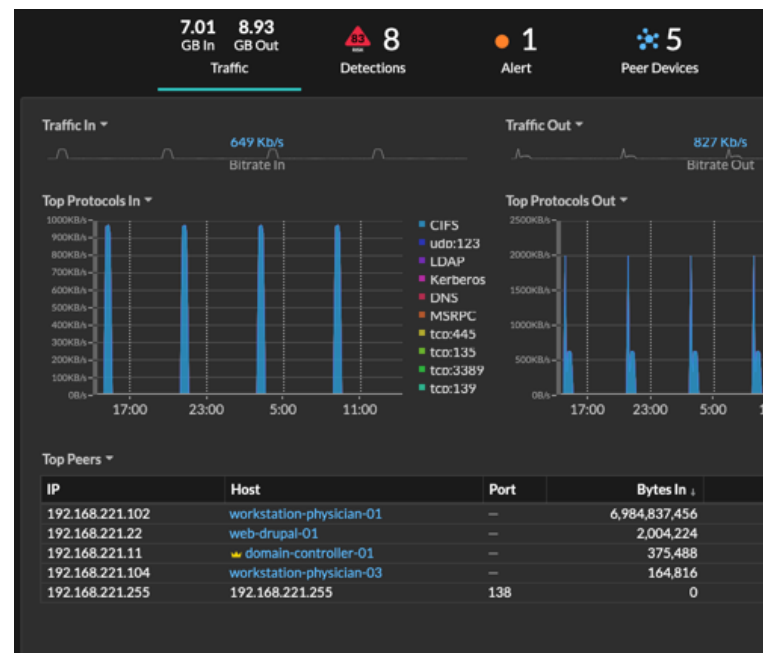 7.01 8.93
GB In GB Out
Traffic
83
RISK
8
Detections
1
Alert
5
Peer Devices
Traffic In
649 Kb/s
Bitrate In
Traffic Out
827 Kb/s
Bitrate Out
Top Protocols In
1000KB/s
900KB/s
800KB/s
700KB/s
600KB/s
500KB/s
400KB/s
300KB/s
200KB/s
100KB/s
0B/s
17:00 23:00 5:00 11:00
CIFS
udp:123
LDAP
Kerberos
DNS
MSRPC
tcp:445
tcp:135
tcp:3389
tcp:139
Top Protocols Out
2500KB/s
2000KB/s
1500KB/s
1000KB/s
500KB/s
0B/s
17:00 23:00 5:00 1
Top Peers
IP Host Port Bytes In ↓
192.168.221.102 workstation-physician-01 — 6,984,837,456
192.168.221.22 web-drupal-01 — 2,004,224
192.168.221.11 domain-controller-01 — 375,488
192.168.221.104 workstation-physician-03 — 164,816
192.168.221.255 192.168.221.255 138 0